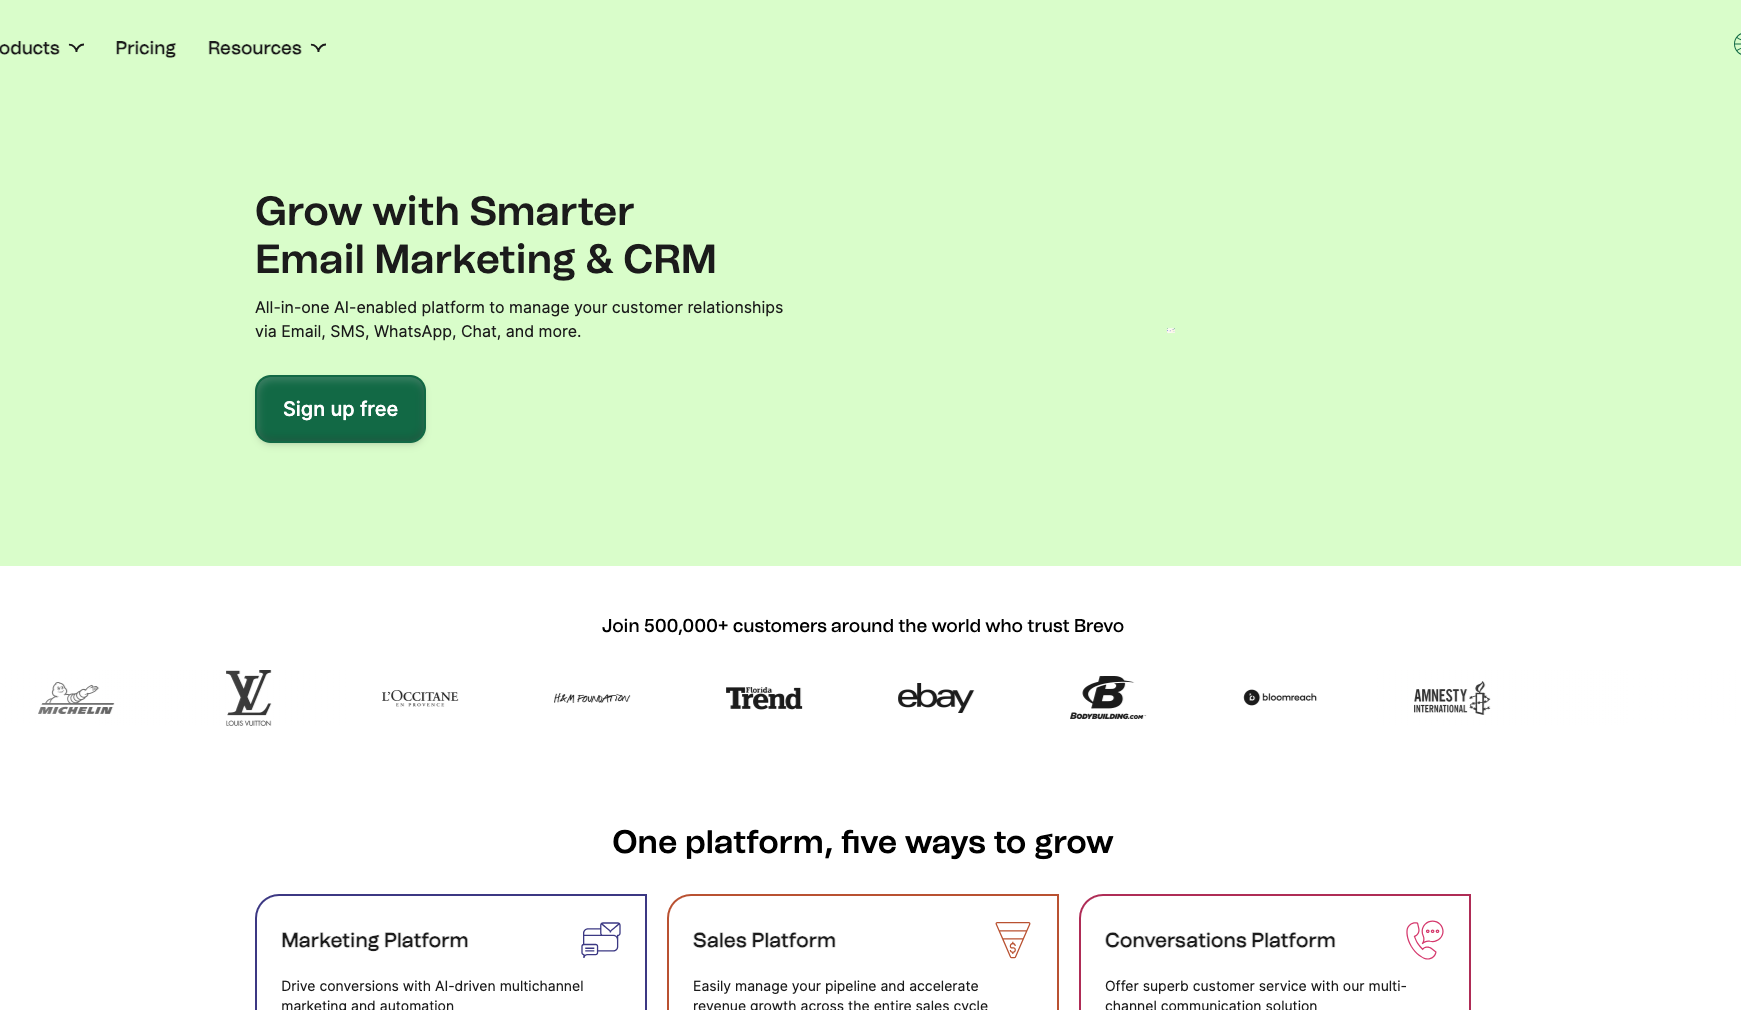 oducts
Pricing
Resources
Grow with Smarter
Email Marketing & CRM
All-in-one AI-enabled platform to manage your customer relationships
via Email, SMS, WhatsApp, Chat, and more.
Sign up free
Join 500,000+ customers around the world who trust Brevo
MICHELIN
LV
LOUIS VUITTON
L'OCCITANE
EN PROVENCE
H&M FOUNDATION
Florida
Trend
ebay
B
BODYBUILDING.COM
b bloomreach
AMNESTY
INTERNATIONAL
One platform, five ways to grow
Marketing Platform
Drive conversions with AI-driven multichannel
marketing and automation
Sales Platform
$
Easily manage your pipeline and accelerate
revenue growth across the entire sales cycle
Conversations Platform
Offer superb customer service with our multi-
channel communication solution